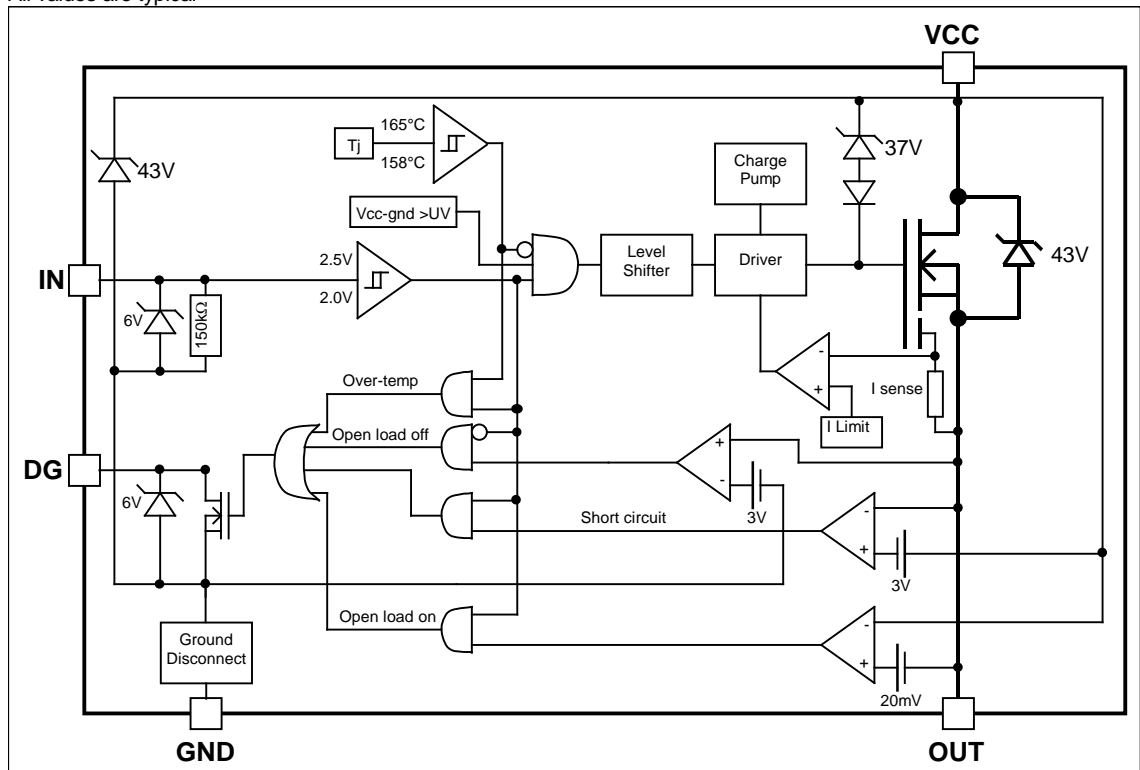 All values are typical
VCC
165°C
Tj
158°C
43V
37V
Charge
Pump
Vcc-gnd >UV
Level
Shifter
Driver
43V
IN
2.5V
2.0V
6V
150kΩ
-
+
I sense
I Limit
Over-temp
Open load off
DG
6V
+
-
3V
Short circuit
-
+
3V
Open load on
-
+
20mV
Ground
Disconnect
GND
OUT